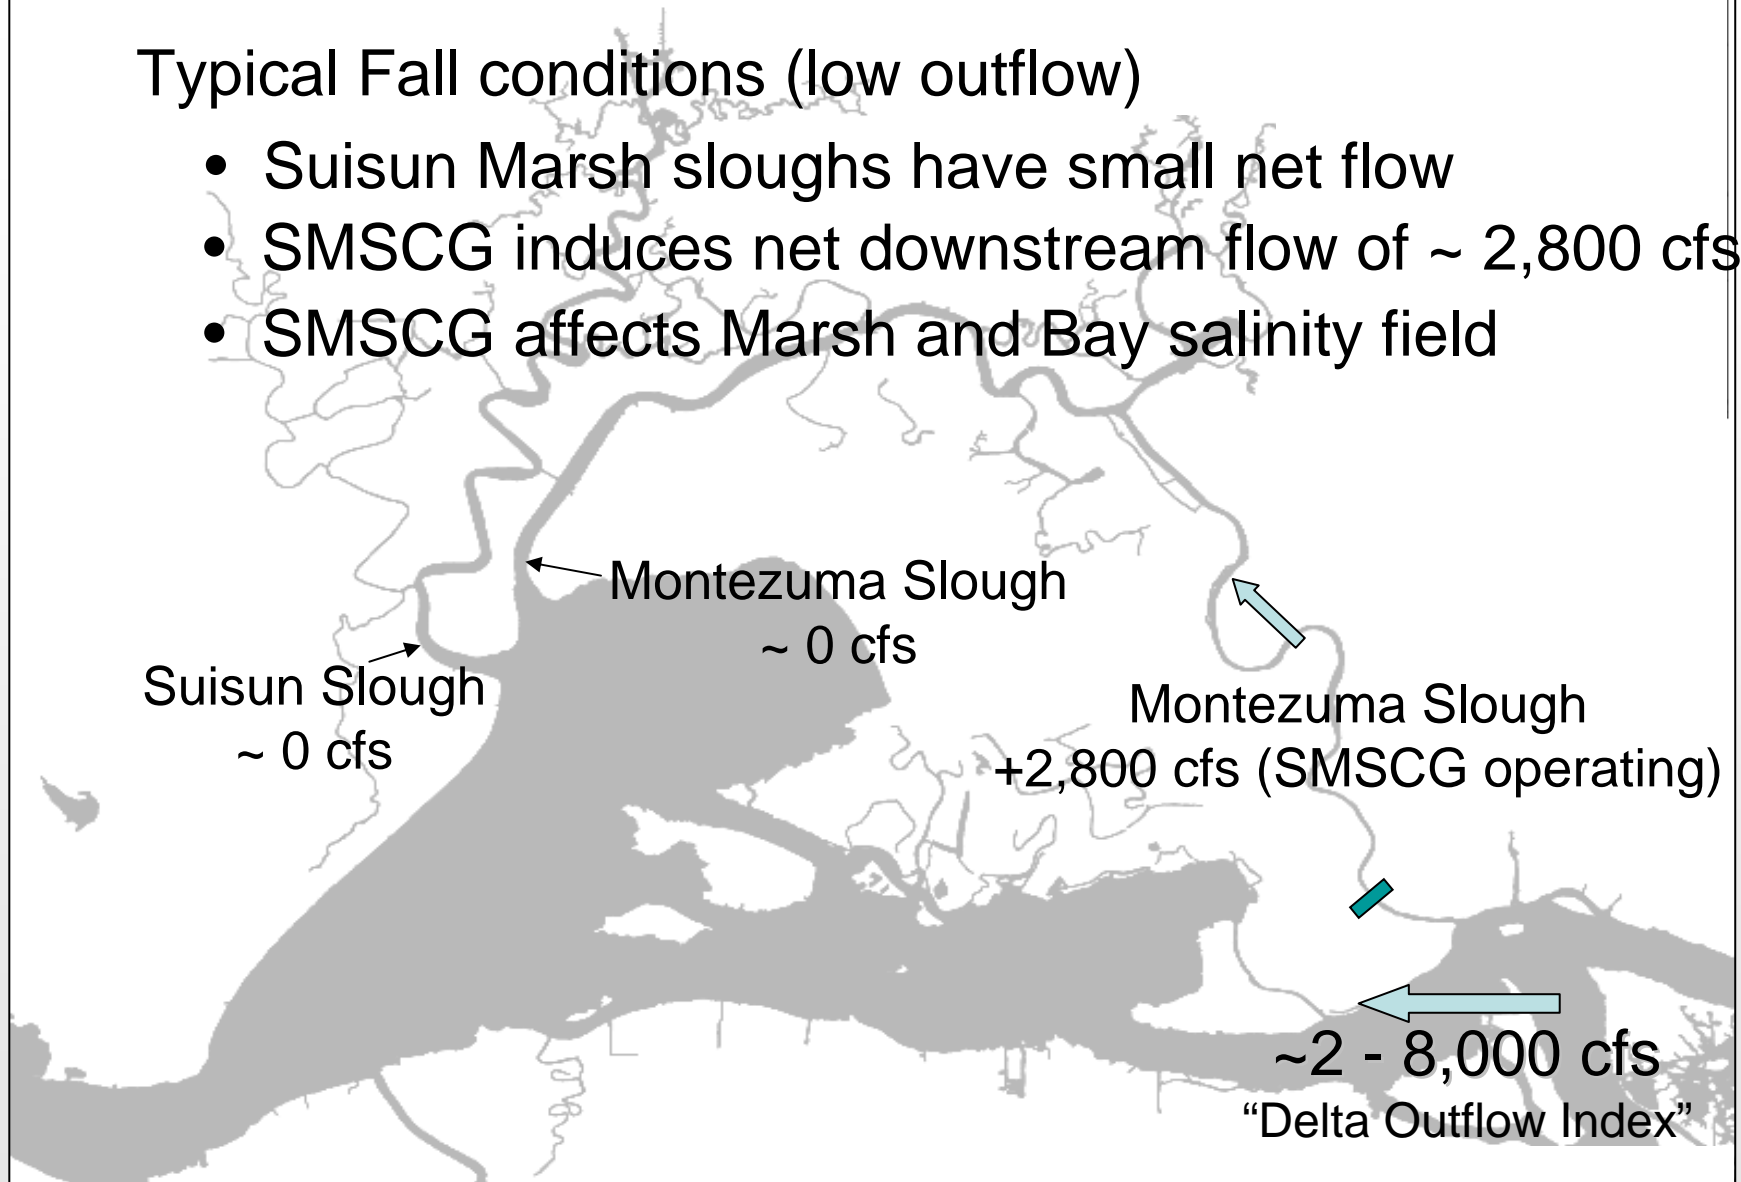 Typical Fall conditions (low outflow)
• Suisun Marsh sloughs have small net flow
• SMSCG induces net downstream flow of ~ 2,800 cfs
• SMSCG affects Marsh and Bay salinity field
Montezuma Slough
~ 0 cfs
Suisun Slough
~ 0 cfs
Montezuma Slough
+2,800 cfs (SMSCG operating)
~2 - 8,000 cfs
“Delta Outflow Index”